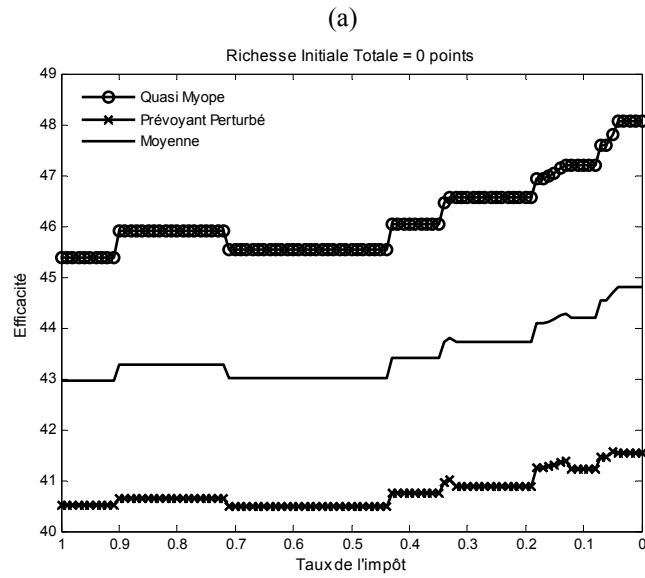 (a)
Richesse Initiale Totale = 0 points
49
48
47
46
45
44
43
42
41
40
Efficacité
Quasi Myope
Prévoyant Perturbé
Moyenne
1 0.9 0.8 0.7 0.6 0.5 0.4 0.3 0.2 0.1 0
Taux de l'impôt